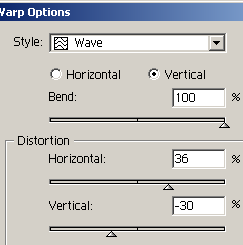 Warp Options
Style: Wave
Horizontal Vertical
Bend: 100 %
Distortion
Horizontal: 36 %
Vertical: -30 %